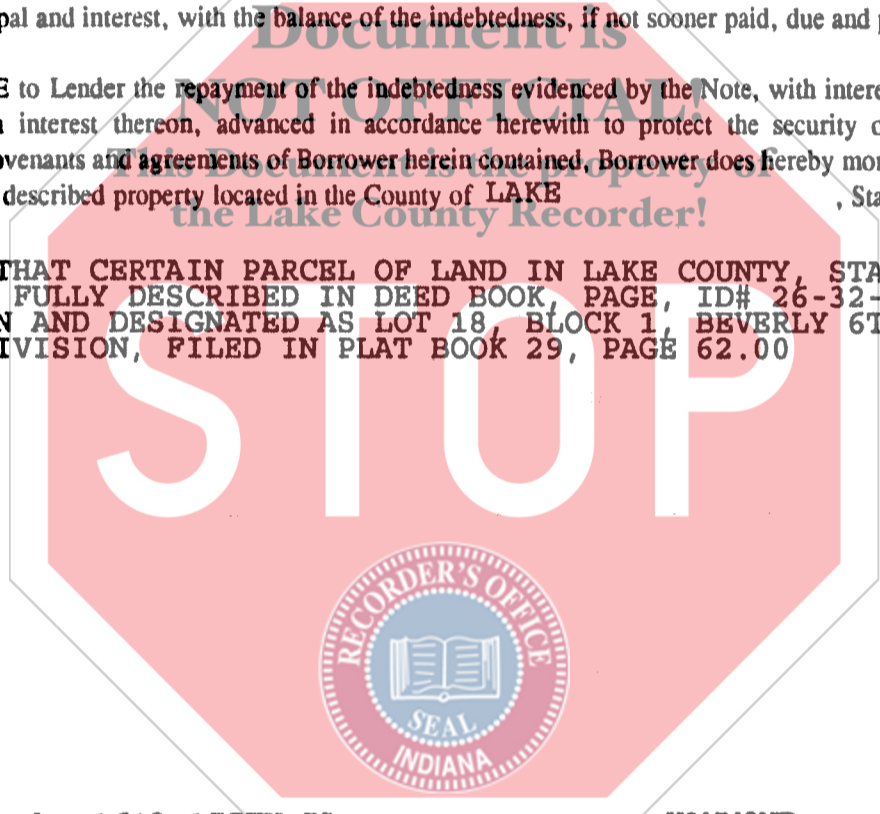 pal and interest, with the balance of the indebtedness, if not sooner paid, due and
Document is
E to Lender the repayment of the indebtedness evidenced by the Note, with intere
NOT OFFICIAL!
interest thereon, advanced in accordance herewith to protect the security
ovenants and agreements of Borrower herein contained, Borrower does hereby mor
This Document is the property of
described property located in the County of LAKE , Sta
the Lake County Recorder!
THAT CERTAIN PARCEL OF LAND IN LAKE COUNTY, STA
FULLY DESCRIBED IN DEED BOOK, PAGE, ID# 26-32-
N AND DESIGNATED AS LOT 18, BLOCK 1, BEVERLY 6T
IVISION, FILED IN PLAT BOOK 29, PAGE 62.00
STOP
RECORDER'S OFFICE
SEAL
INDIANA